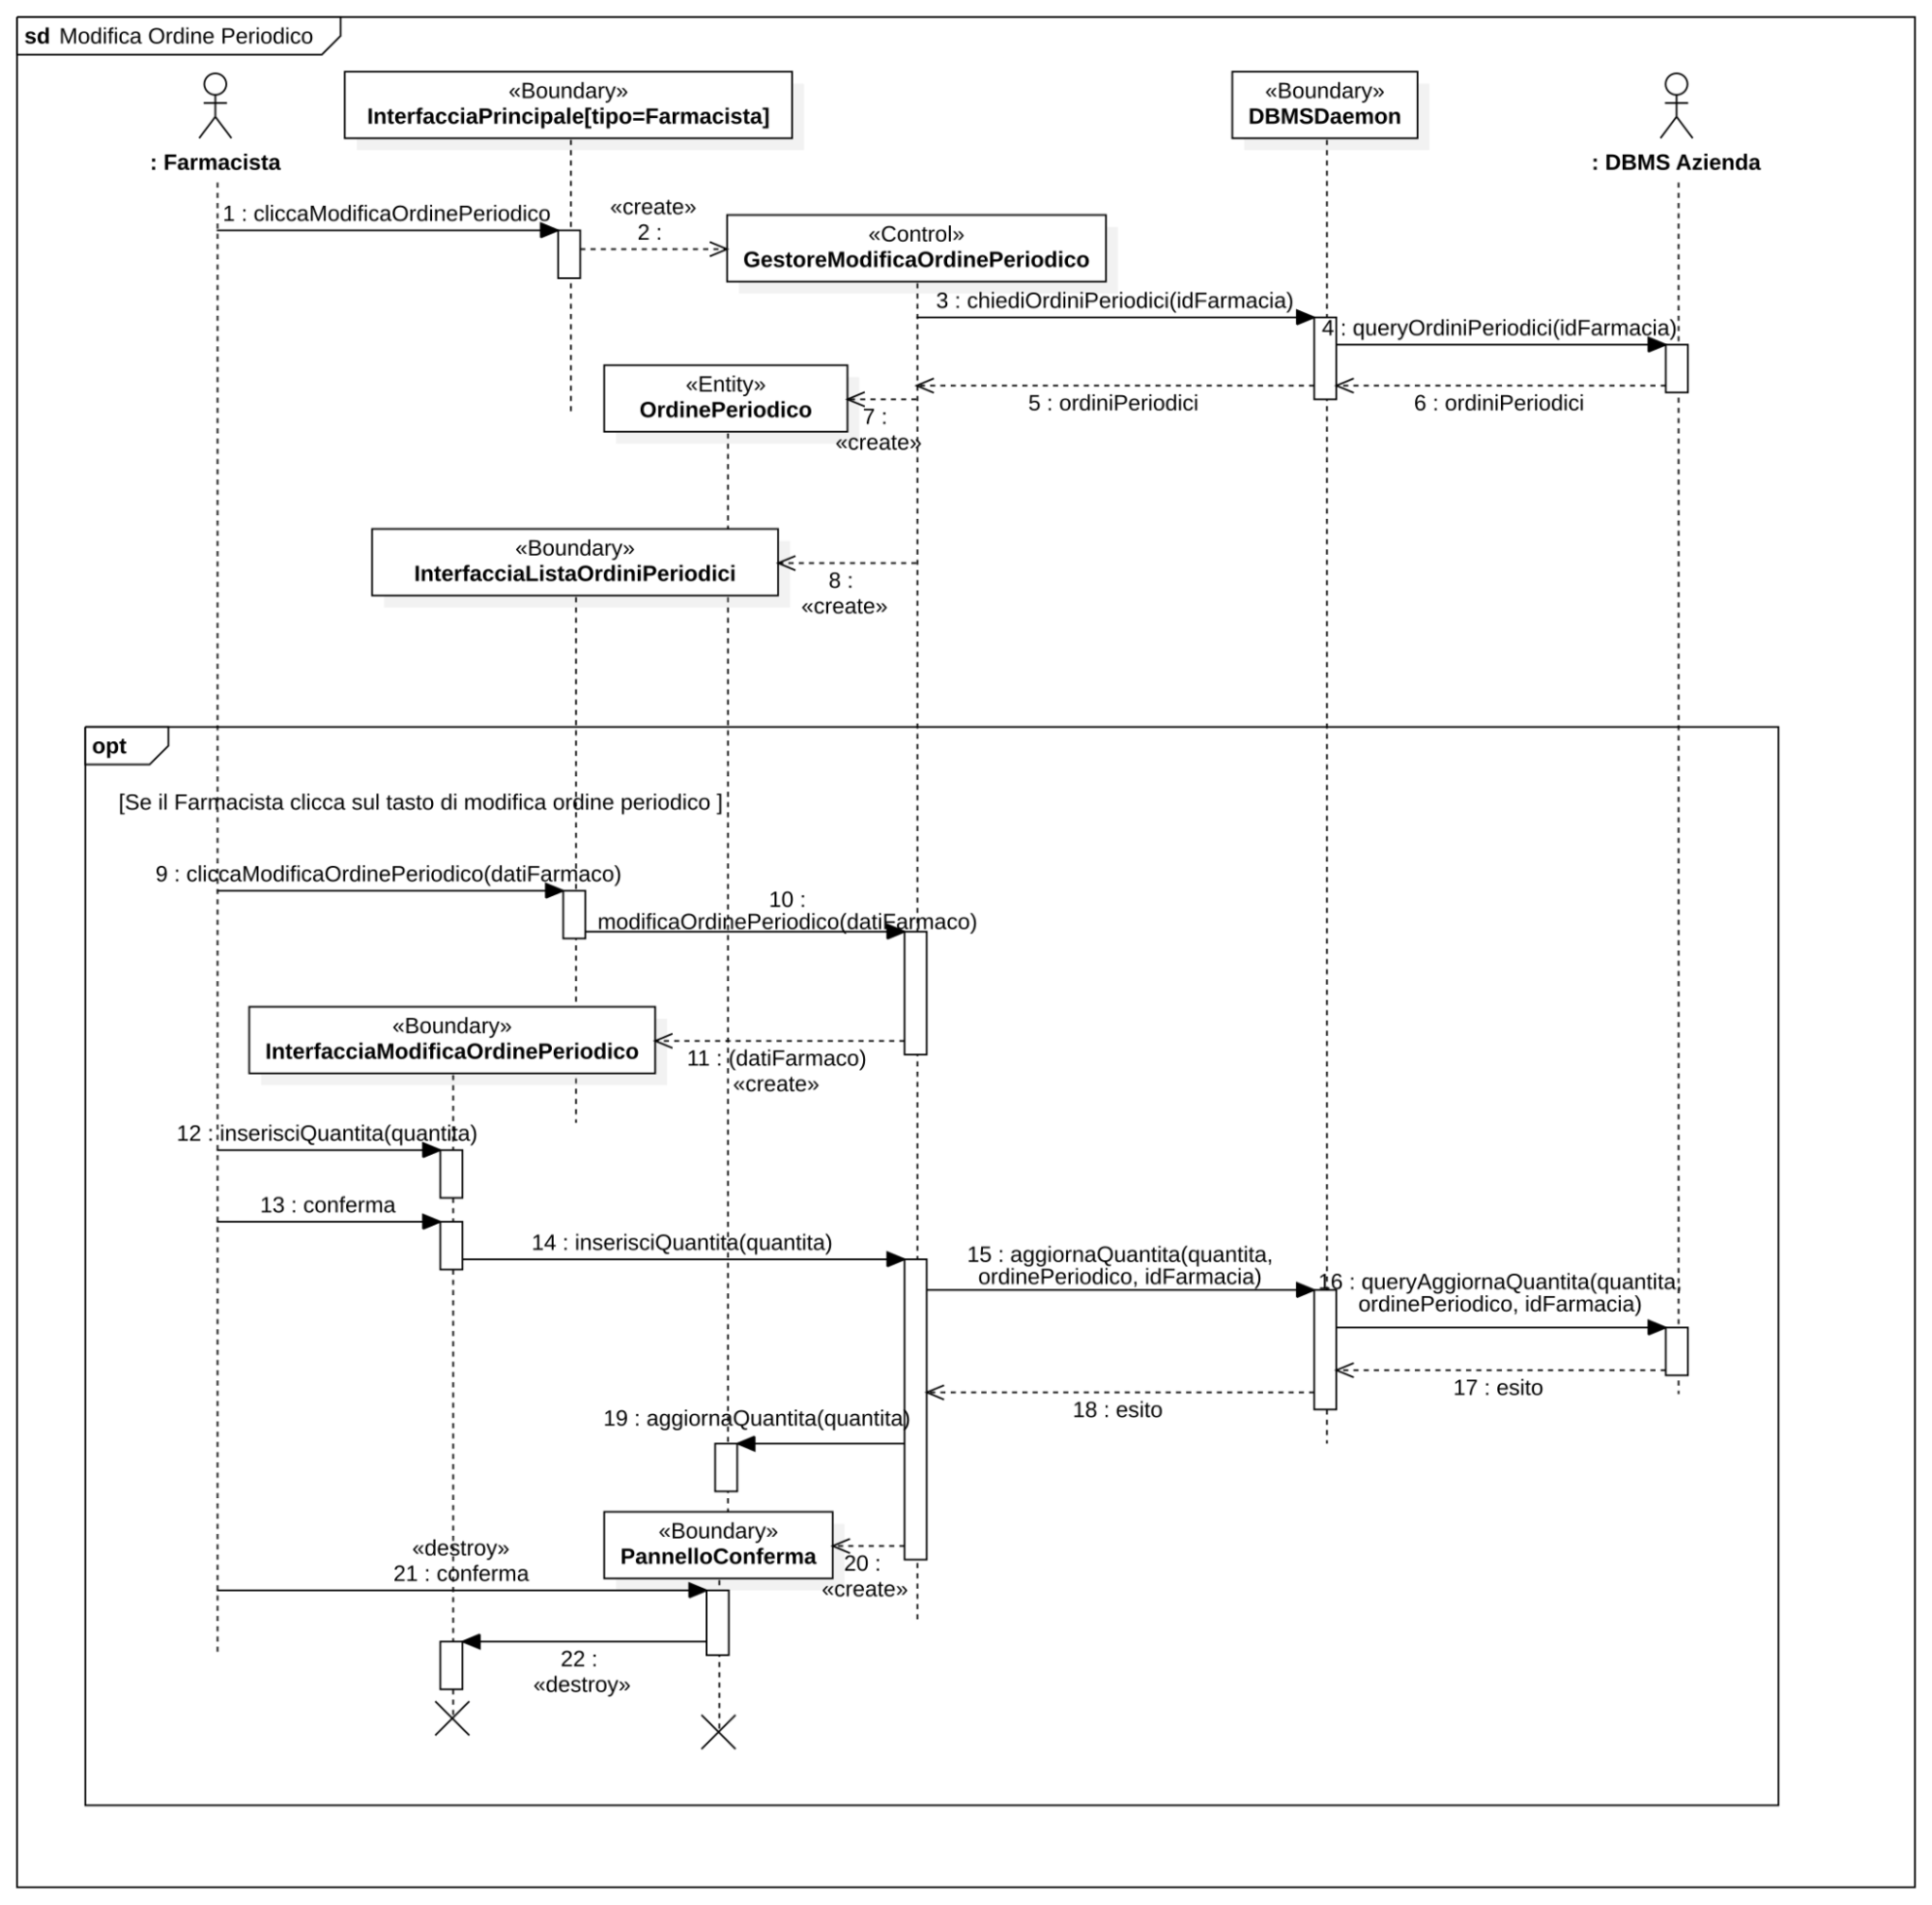 sd Modifica Ordine Periodico
«Boundary»
InterfacciaPrincipale[tipo=Farmacista]
«Boundary»
DBMSDaemon
: Farmacista
: DBMS Azienda
1 : cliccaModificaOrdinePeriodico
«create»
2 :
«Control»
GestoreModificaOrdinePeriodico
3 : chiediOrdiniPeriodici(idFarmacia)
4 : queryOrdiniPeriodici(idFarmacia)
«Entity»
OrdinePeriodico
5 : ordiniPeriodici
6 : ordiniPeriodici
7 :
«create»
«Boundary»
InterfacciaListaOrdiniPeriodici
8 :
«create»
opt
[Se il Farmacista clicca sul tasto di modifica ordine periodico ]
9 : cliccaModificaOrdinePeriodico(datiFarmaco)
10 :
modificaOrdinePeriodico(datiFarmaco)
«Boundary»
InterfacciaModificaOrdinePeriodico
11 : (datiFarmaco)
«create»
12 : inserisciQuantita(quantita)
13 : conferma
14 : inserisciQuantita(quantita)
15 : aggiornaQuantita(quantita,
ordinePeriodico, idFarmacia)
16 : queryAggiornaQuantita(quantita,
ordinePeriodico, idFarmacia)
17 : esito
18 : esito
19 : aggiornaQuantita(quantita)
«Boundary»
PannelloConferma
20 :
«create»
«destroy»
21 : conferma
22 :
«destroy»